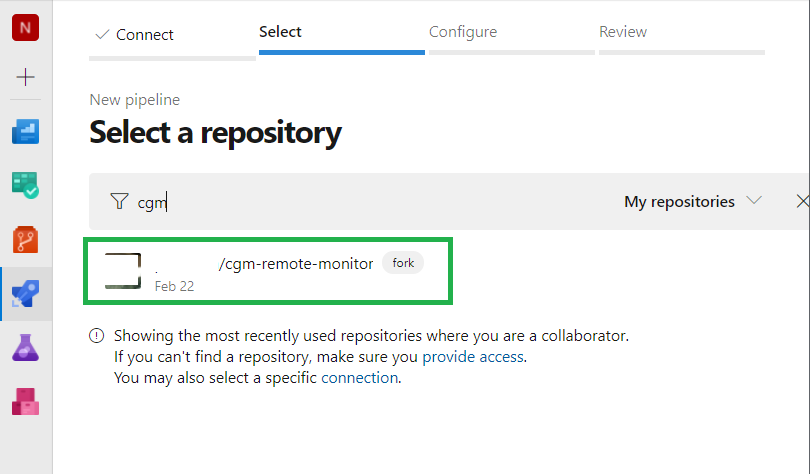 N
Connect
Select
Configure
Review
New pipeline
Select a repository
cgm
My repositories
/cgm-remote-monitor fork
Feb 22
Showing the most recently used repositories where you are a collaborator.
If you can't find a repository, make sure you provide access.
You may also select a specific connection.